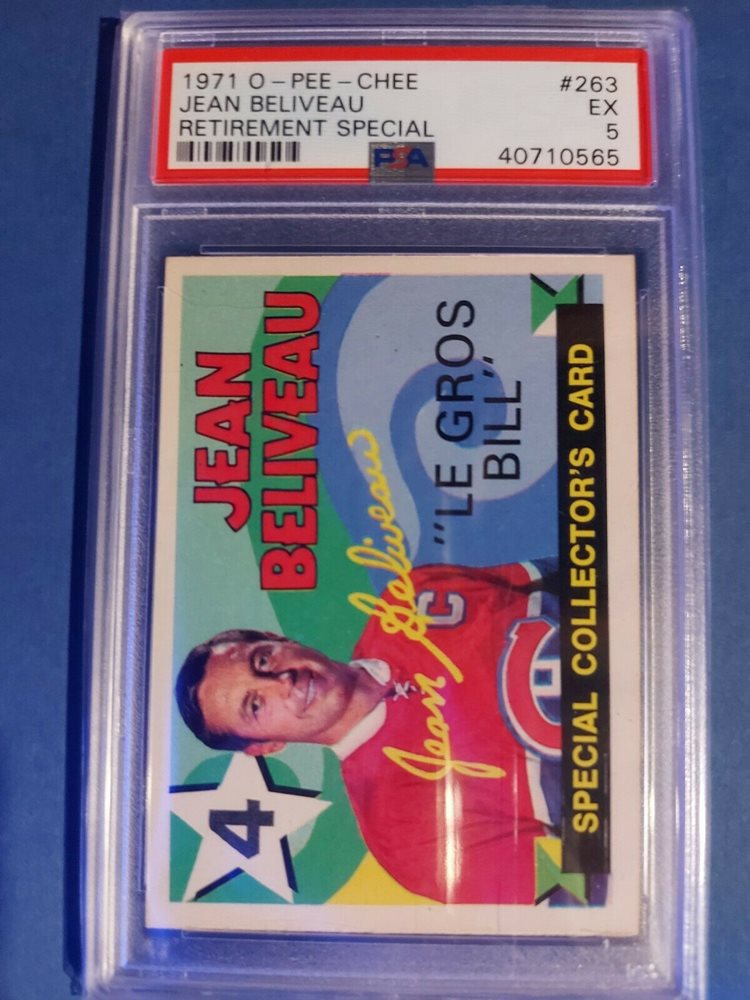 1971 O-PEE-CHEE #263
JEAN BELIVEAU EX
RETIREMENT SPECIAL 5
PSA 40710565
JEAN
BELIVEAU
"LE GROS
BILL"
Jean Beliveau
C
4
SPECIAL COLLECTOR'S CARD